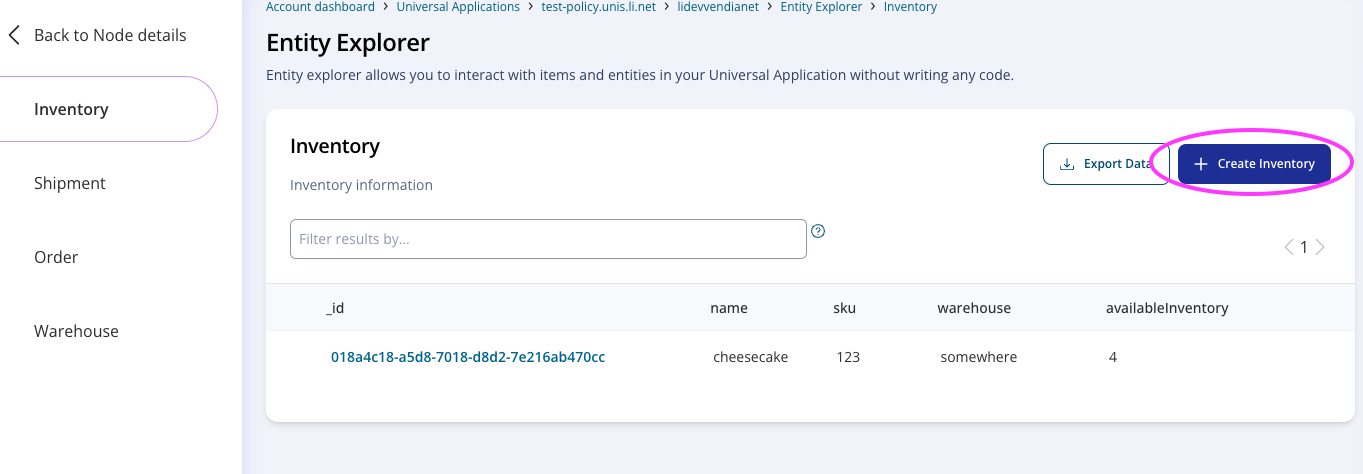 Account dashboard > Universal Applications > test-policy.unis.li.net > lidevvendianet > Entity Explorer > Inventory
Back to Node details
Entity Explorer
Entity explorer allows you to interact with items and entities in your Universal Application without writing any code.
Inventory
Shipment
Order
Warehouse
Inventory
Inventory information
Export Data
+ Create Inventory
Filter results by...
?
< 1 >
_id name sku warehouse availableInventory
018a4c18-a5d8-7018-d8d2-7e216ab470cc cheesecake 123 somewhere 4